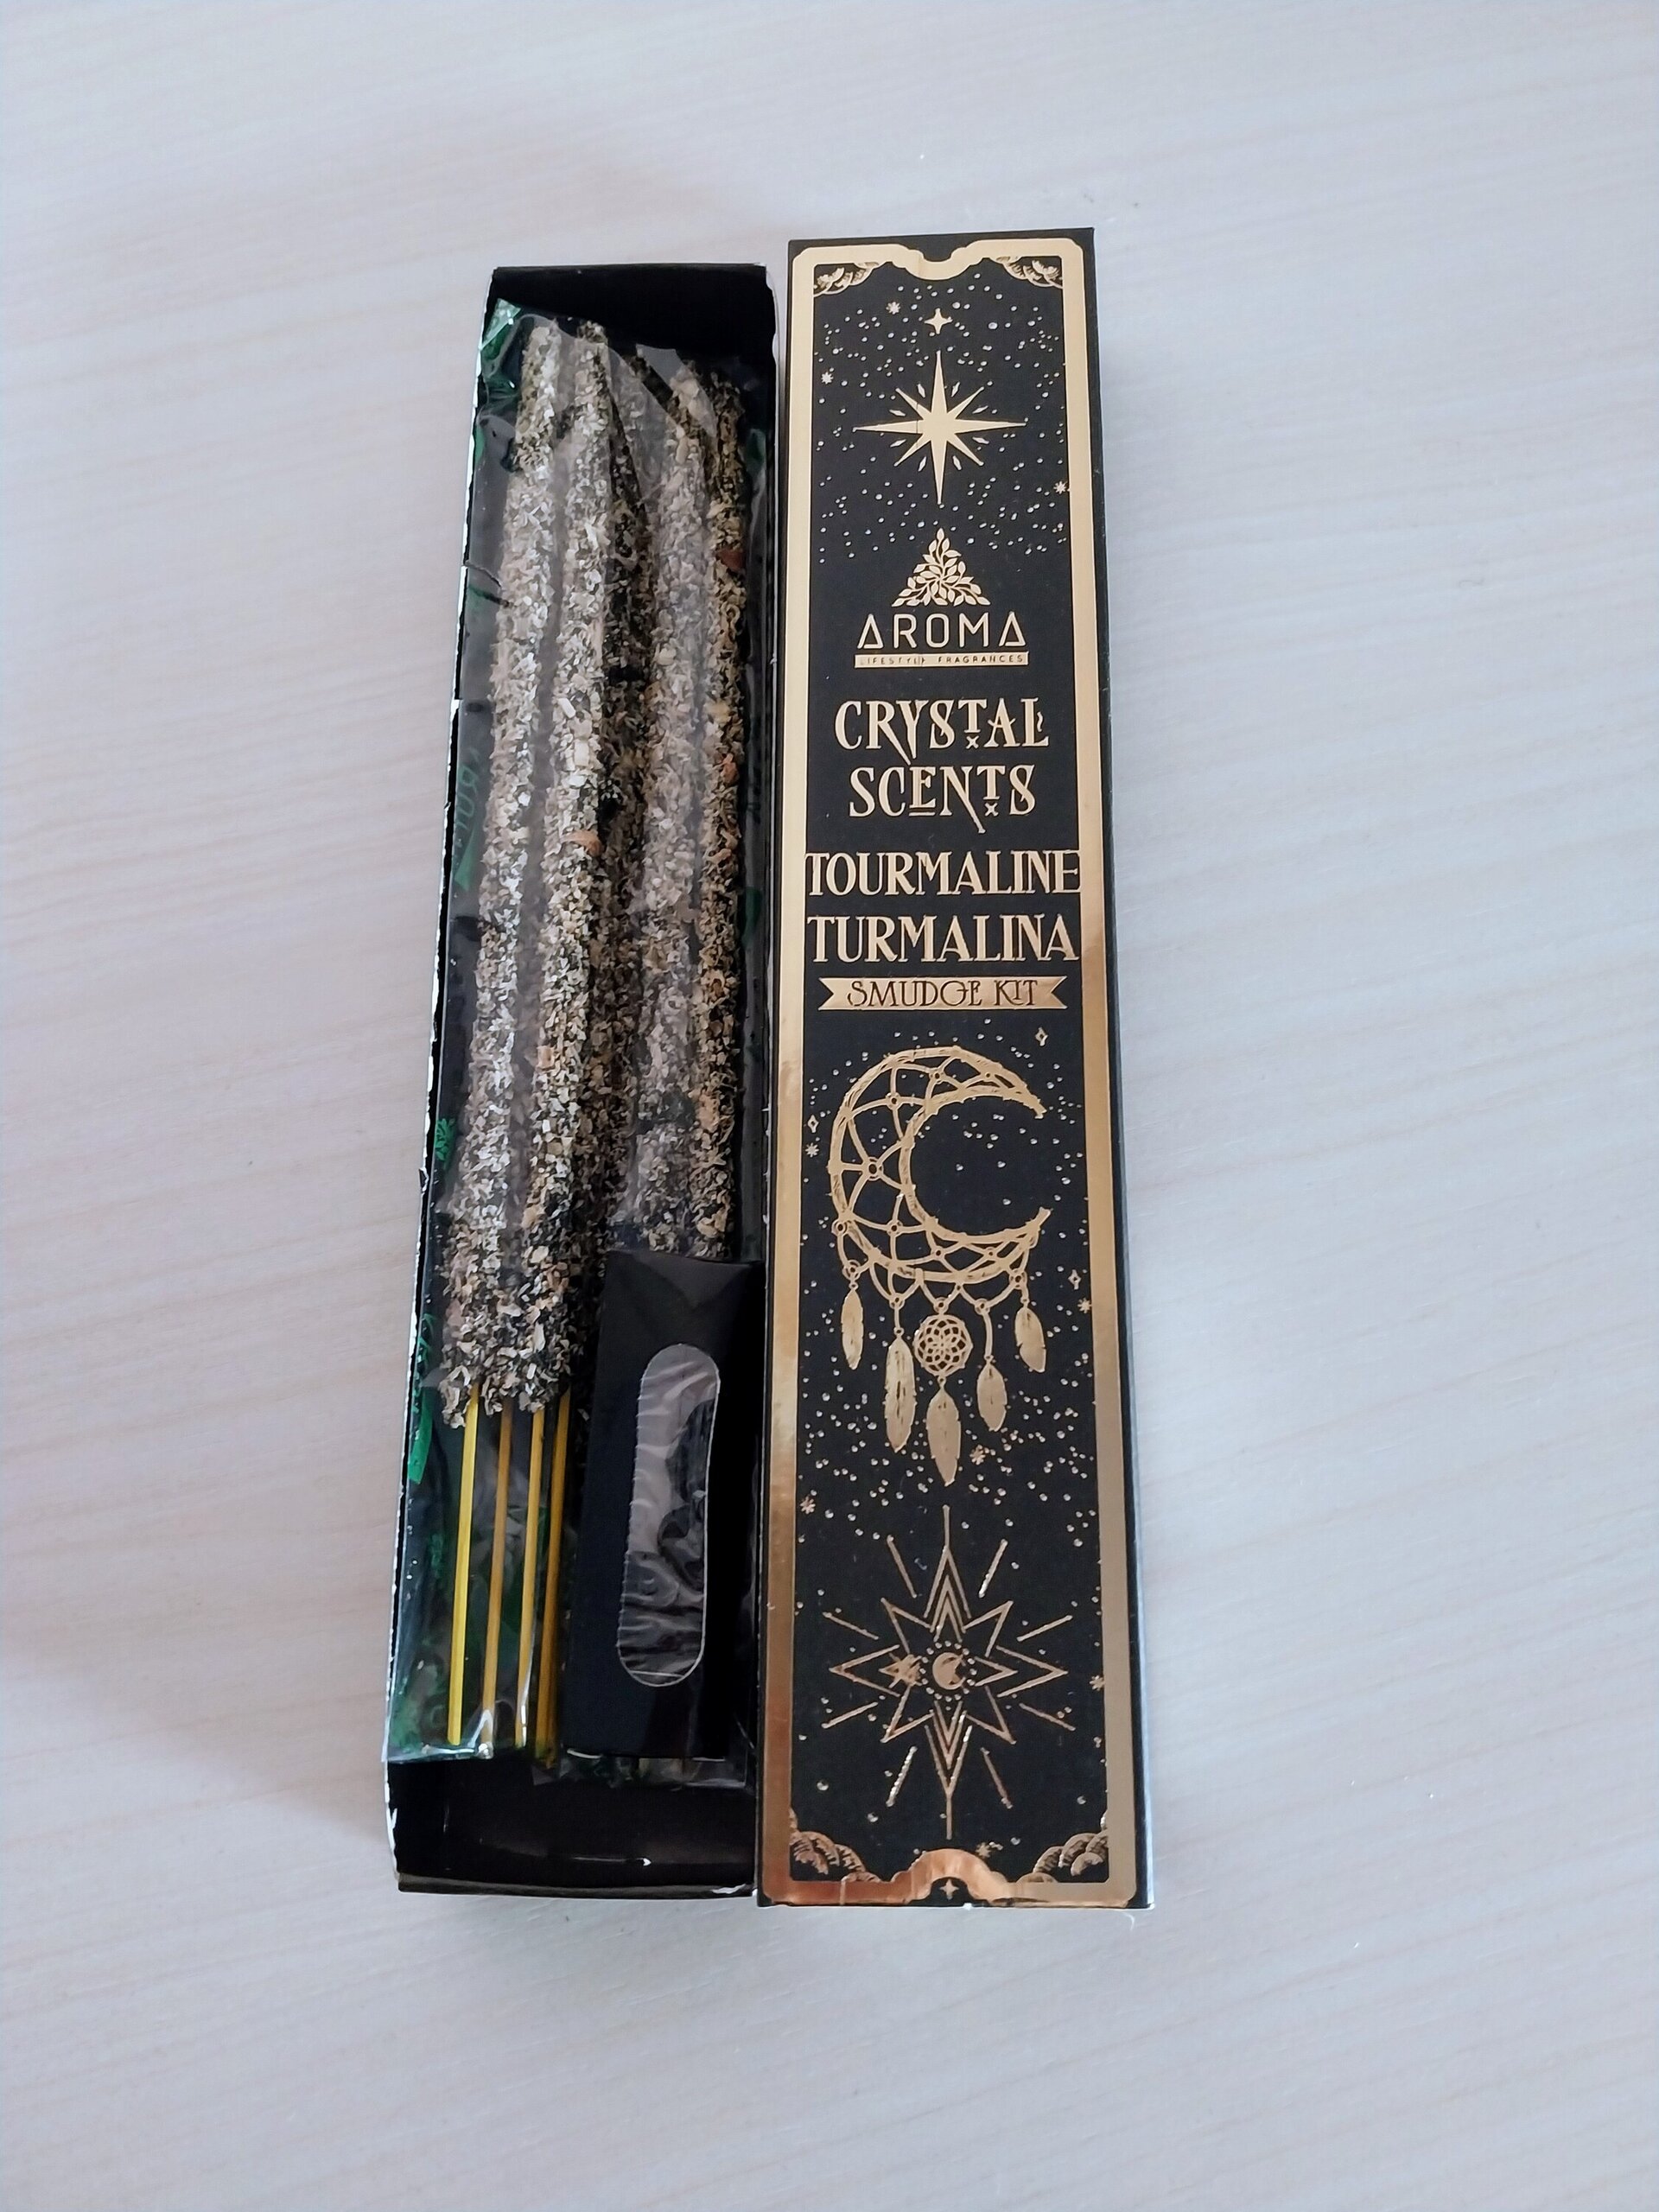 AROMA
LIFESTYLE FRAGRANCES
CRYSTAL
SCENTS
TOURMALINE
TURMALINA
SMUDGE KIT